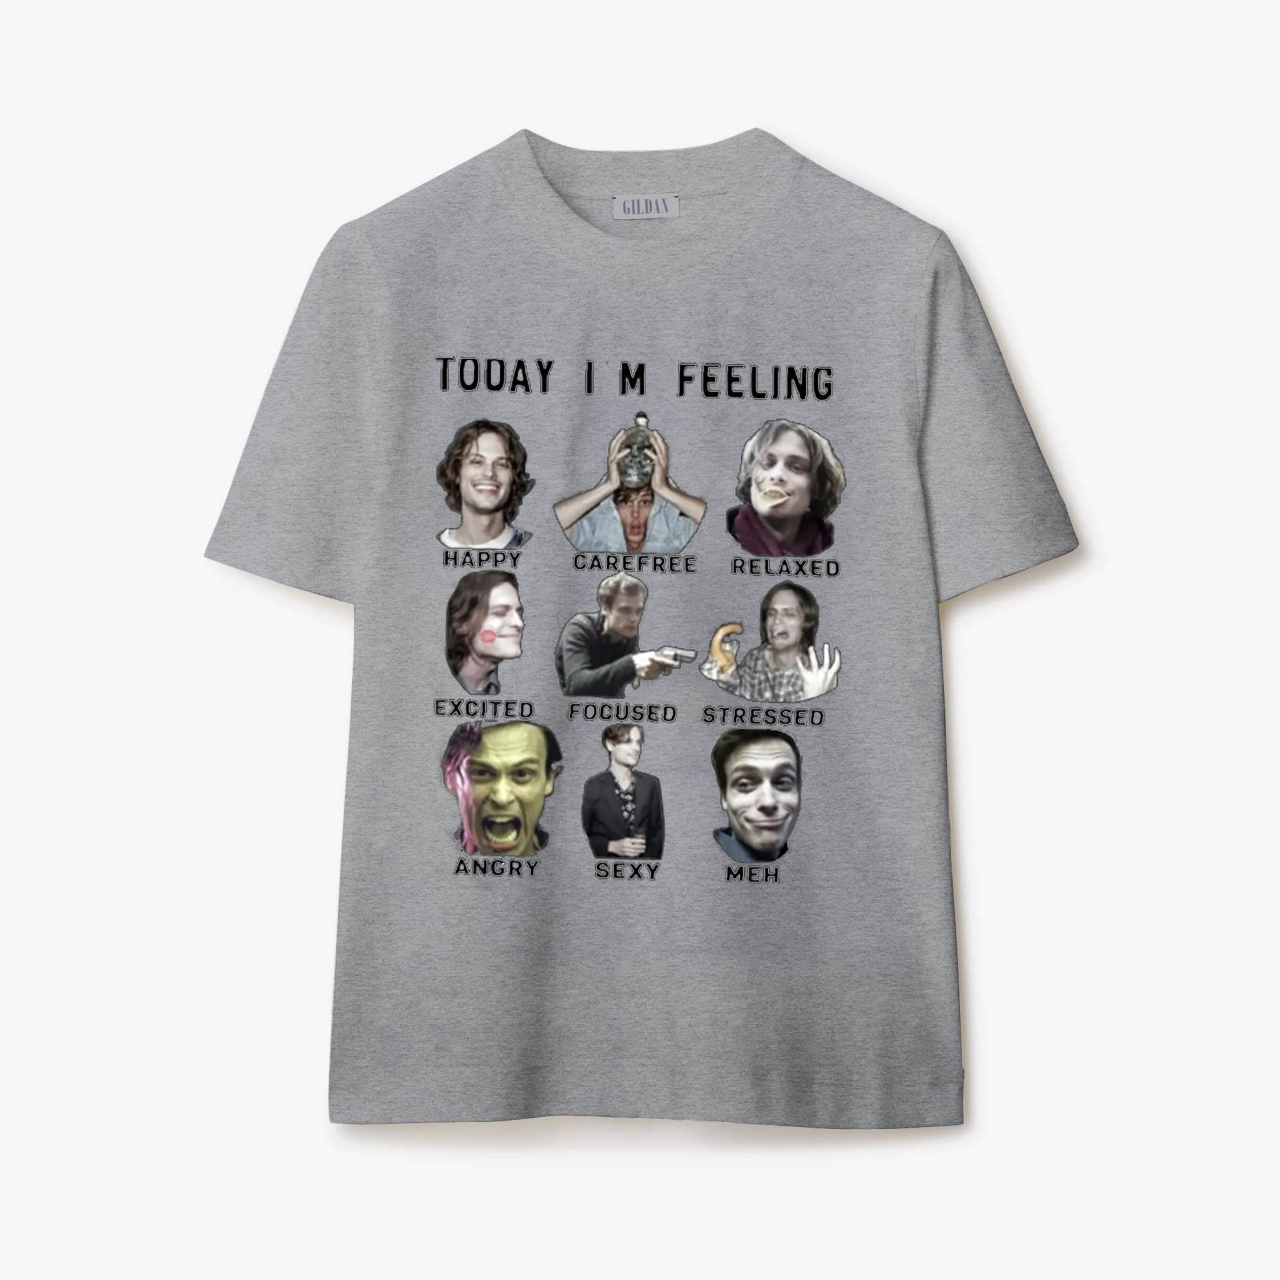 GILDAN
TODAY I'M FEELING
HAPPY CAREFREE RELAXED
EXCITED FOCUSED STRESSED
ANGRY SEXY MEH